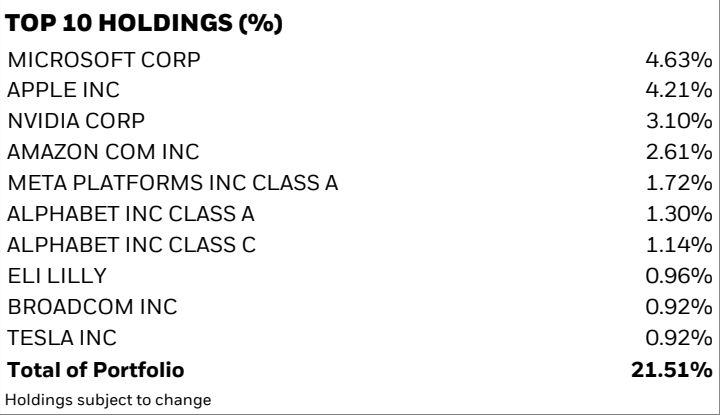 TOP 10 HOLDINGS (%)
MICROSOFT CORP 4.63%
APPLE INC 4.21%
NVIDIA CORP 3.10%
AMAZON COM INC 2.61%
META PLATFORMS INC CLASS A 1.72%
ALPHABET INC CLASS A 1.30%
ALPHABET INC CLASS C 1.14%
ELI LILLY 0.96%
BROADCOM INC 0.92%
TESLA INC 0.92%
Total of Portfolio 21.51%
Holdings subject to change